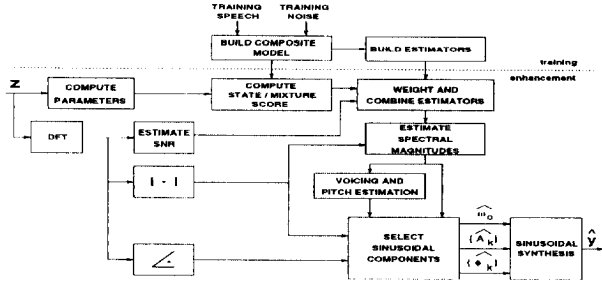 TRAINING SPEECH
TRAINING NOISE
BUILD COMPOSITE MODEL
BUILD ESTIMATORS
training
enhancement
z
COMPUTE PARAMETERS
COMPUTE STATE / MIXTURE SCORE
WEIGHT AND COMBINE ESTIMATORS
DFT
ESTIMATE SNR
ESTIMATE SPECTRAL MAGNITUDES
| · |
VOICING AND PITCH ESTIMATION
SELECT SINUSOIDAL COMPONENTS
{Â_k}
SINUSOIDAL SYNTHESIS
ŷ
∠